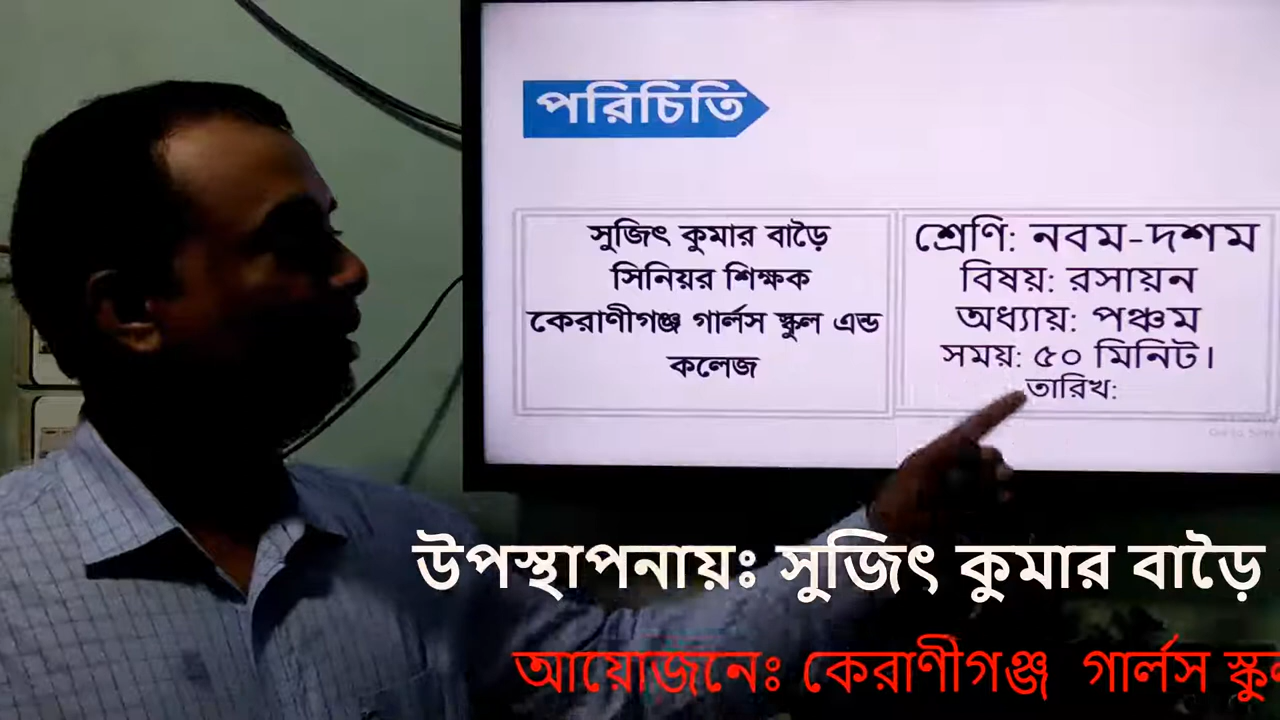 পরিচিতি
সুজিৎ কুমার বাড়ৈ
সিনিয়র শিক্ষক
কেরাণীগঞ্জ গার্লস স্কুল এন্ড
কলেজ
শ্রেণি: নবম-দশম
বিষয়: রসায়ন
অধ্যায়: পঞ্চম
সময়: ৫০ মিনিট।
তারিখ:
উপস্থাপনায়ঃ সুজিৎ কুমার বাড়ৈ
আয়োজনেঃ কেরাণীগঞ্জ গার্লস